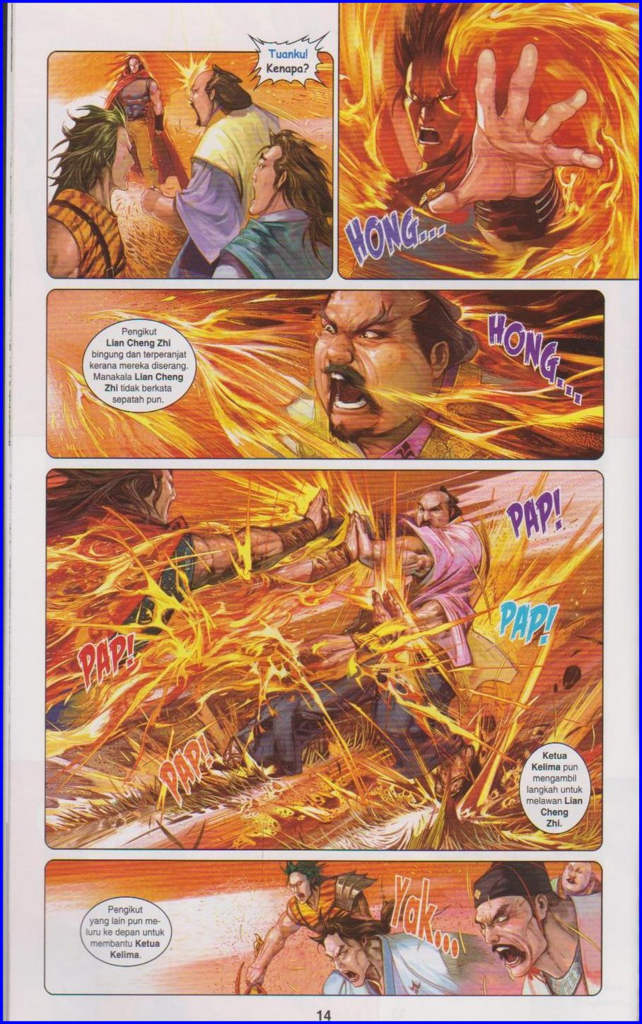 Tuanku!
Kenapa?
HONG...
Pengikut
Lian Cheng Zhi
bingung dan terperanjat
kerana mereka diserang.
Manakala Lian Cheng
Zhi tidak berkata
sepatah pun.
HONG...
PAP!
PAP!
PAP!
PAP!
Ketua
Kelima pun
mengambil
langkah untuk
melawan Lian
Cheng
Zhi.
Pengikut
yang lain pun me-
luru ke depan untuk
membantu Ketua
Kelima.
Yak...
14